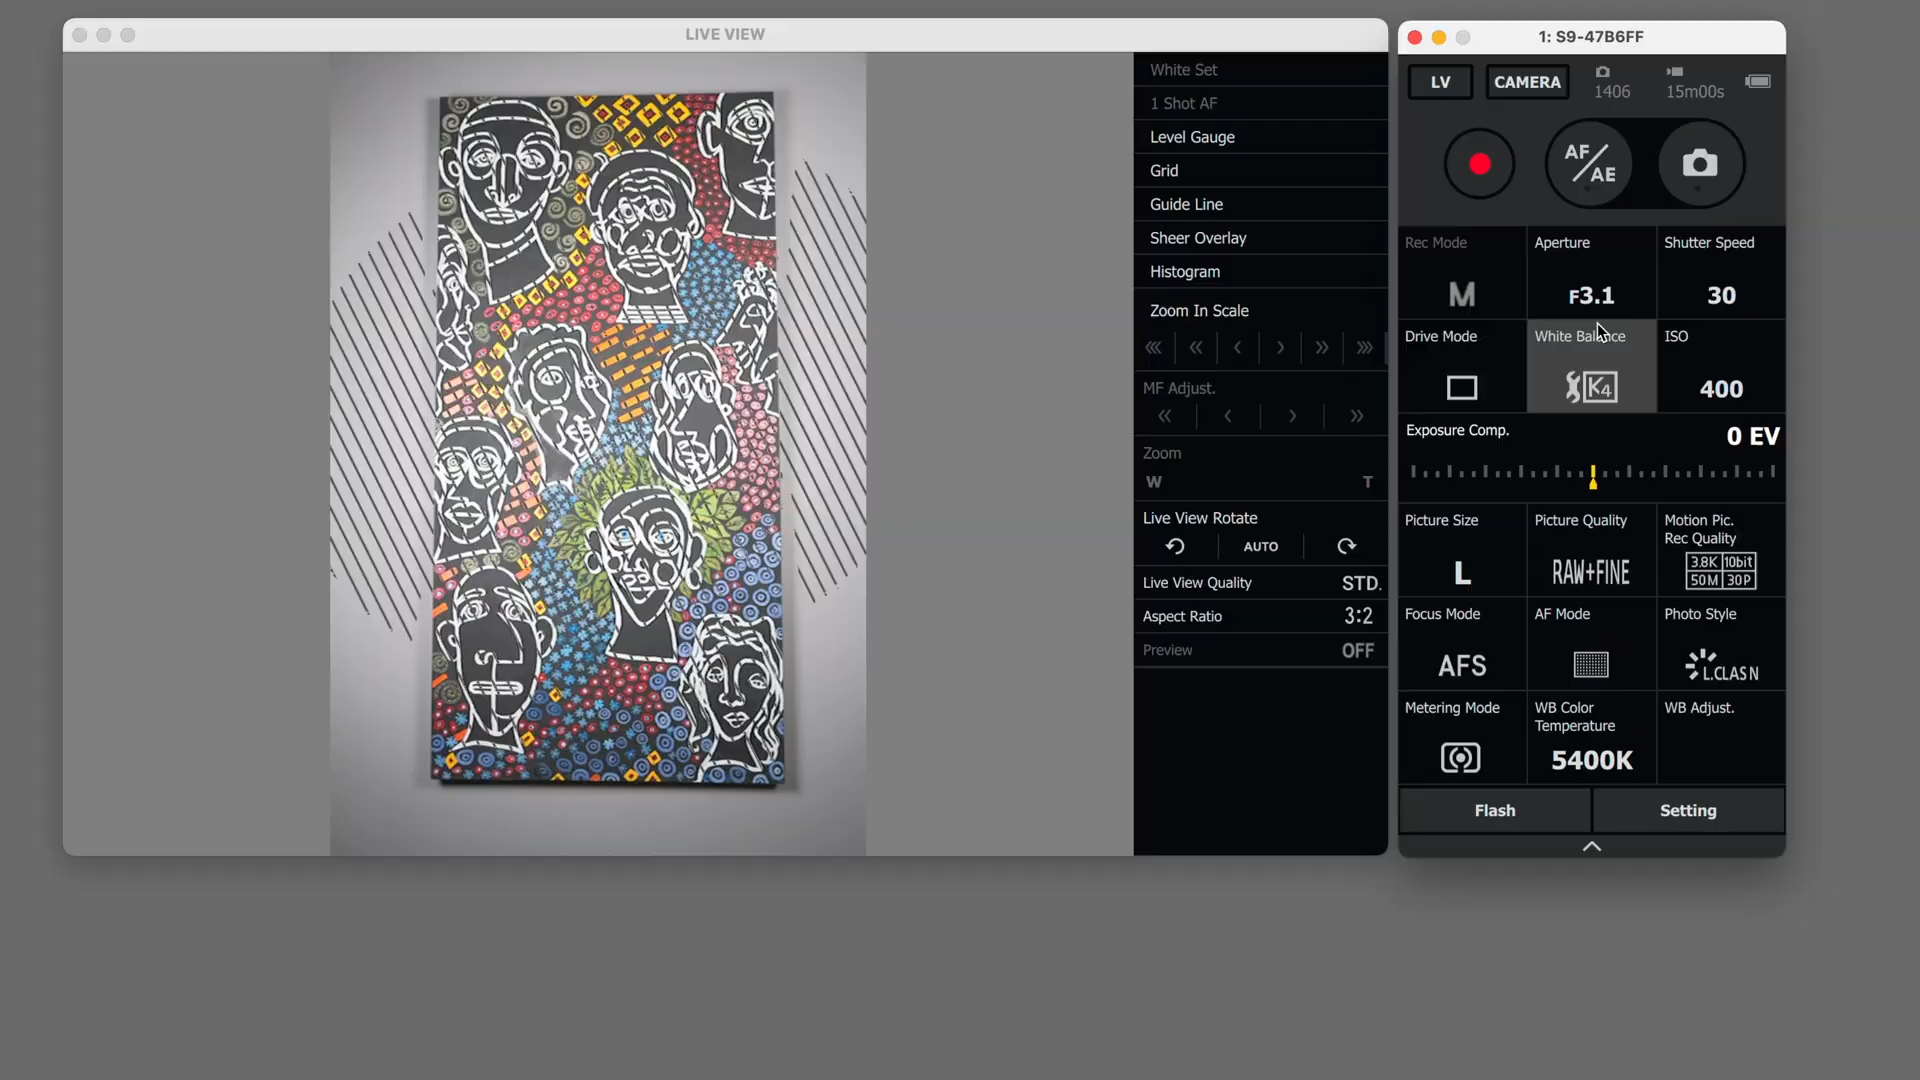 LIVE VIEW
White Set
1 Shot AF
Level Gauge
Grid
Guide Line
Sheer Overlay
Histogram
Zoom In Scale
MF Adjust.
Zoom
W T
Live View Rotate
AUTO
Live View Quality STD.
Aspect Ratio 3:2
Preview OFF
1: S9-47B6FF
LV CAMERA 1406 15m00s
AF/AE
Rec Mode Aperture Shutter Speed
M F3.1 30
Drive Mode White Balance ISO
K4 400
Exposure Comp. 0 EV
Picture Size Picture Quality Motion Pic.
Rec Quality
L RAW+FINE 3.8K 10bit
50M 30P
Focus Mode AF Mode Photo Style
AFS L.CLASN
Metering Mode WB Color
Temperature WB Adjust.
5400K
Flash Setting